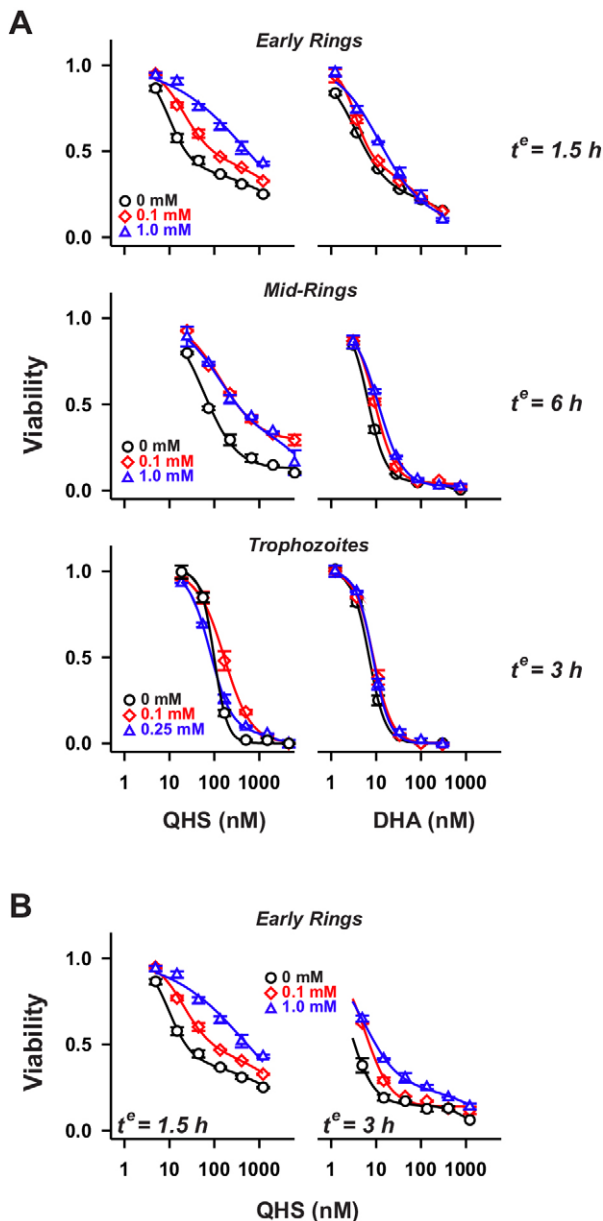 A
Early Rings
1.0
0.5
0.0
0 mM
0.1 mM
1.0 mM
tᵉ = 1.5 h
Mid-Rings
Viability
1.0
0.5
0.0
0 mM
0.1 mM
1.0 mM
tᵉ = 6 h
Trophozoites
1.0
0.5
0.0
0 mM
0.1 mM
0.25 mM
tᵉ = 3 h
1 10 100 1000 1 10 100 1000
QHS (nM) DHA (nM)
B
Early Rings
Viability
1.0
0.5
0.0
0 mM
0.1 mM
1.0 mM
tᵉ = 1.5 h tᵉ = 3 h
1 10 100 1000 1 10 100 1000
QHS (nM)